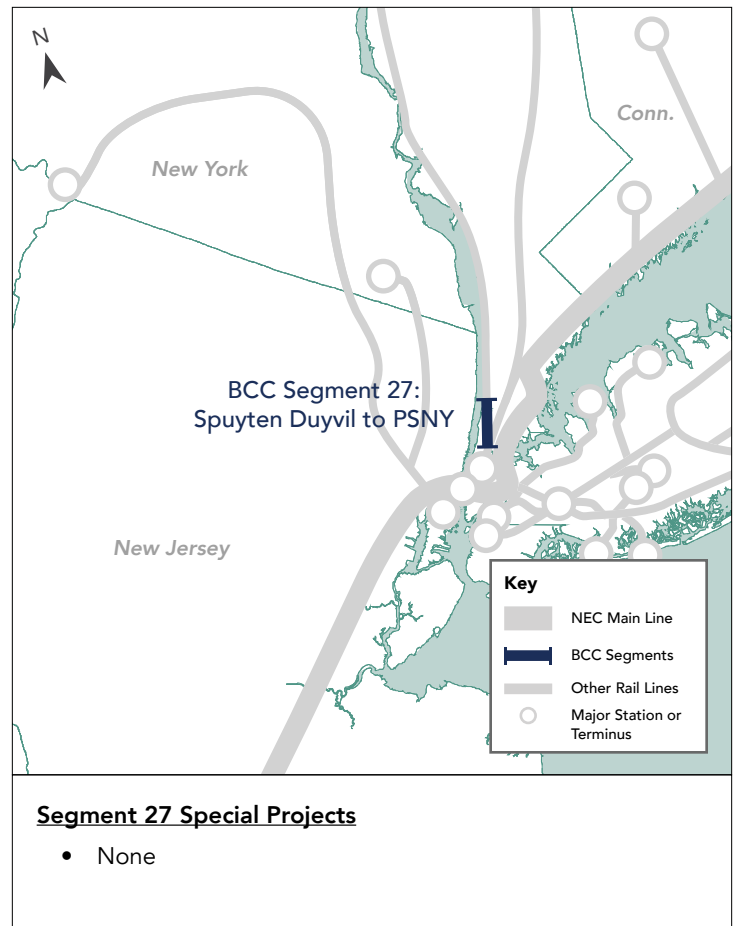 N
Conn.
New York
BCC Segment 27:
Spuyten Duyvil to PSNY
New Jersey
Key
NEC Main Line
BCC Segments
Other Rail Lines
Major Station or
Terminus
Segment 27 Special Projects
• None